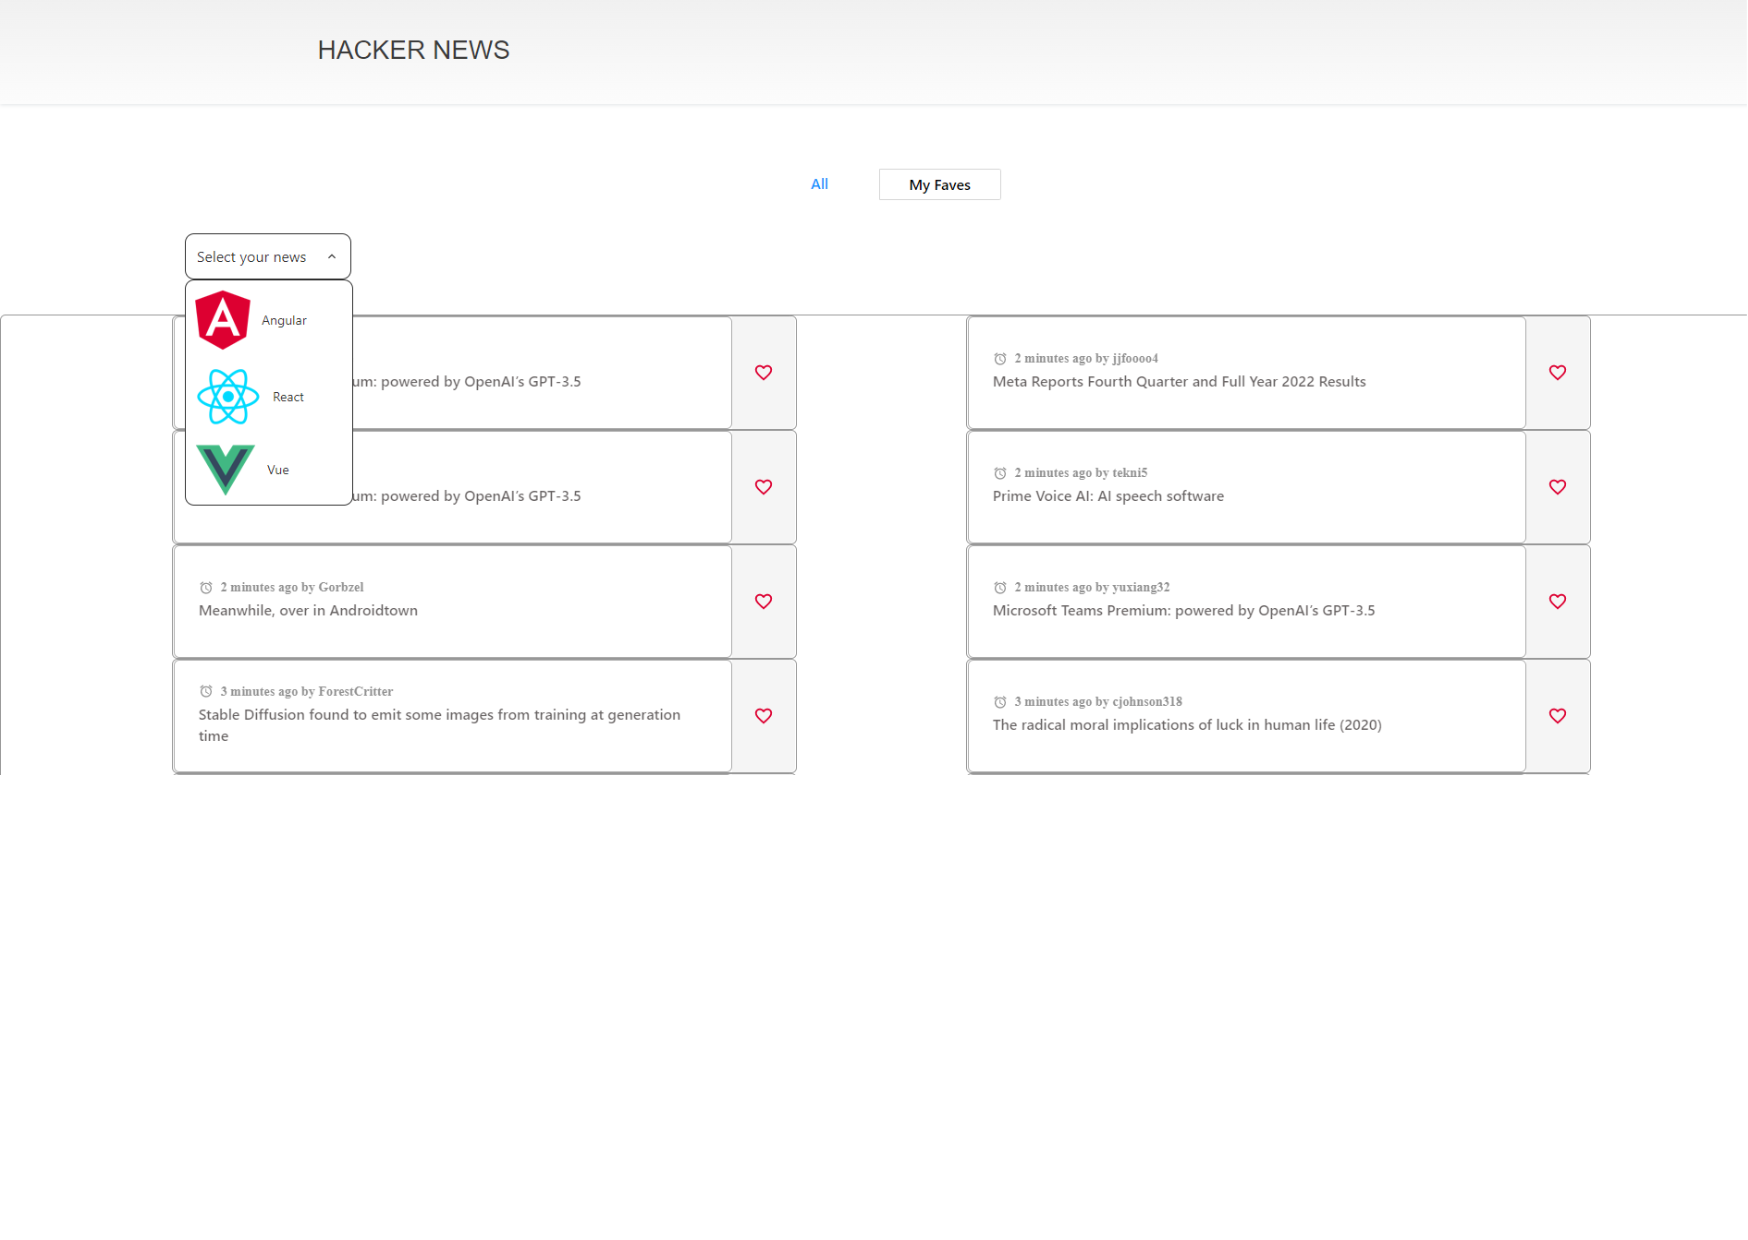 HACKER NEWS
All
My Faves
Select your news
Angular
React
Vue
um: powered by OpenAI's GPT-3.5
2 minutes ago by jjfoooo4
Meta Reports Fourth Quarter and Full Year 2022 Results
um: powered by OpenAI's GPT-3.5
2 minutes ago by tekni5
Prime Voice AI: AI speech software
2 minutes ago by Gorbzel
Meanwhile, over in Androidtown
2 minutes ago by yuxiang32
Microsoft Teams Premium: powered by OpenAI's GPT-3.5
3 minutes ago by ForestCritter
Stable Diffusion found to emit some images from training at generation
time
3 minutes ago by cjohnson318
The radical moral implications of luck in human life (2020)